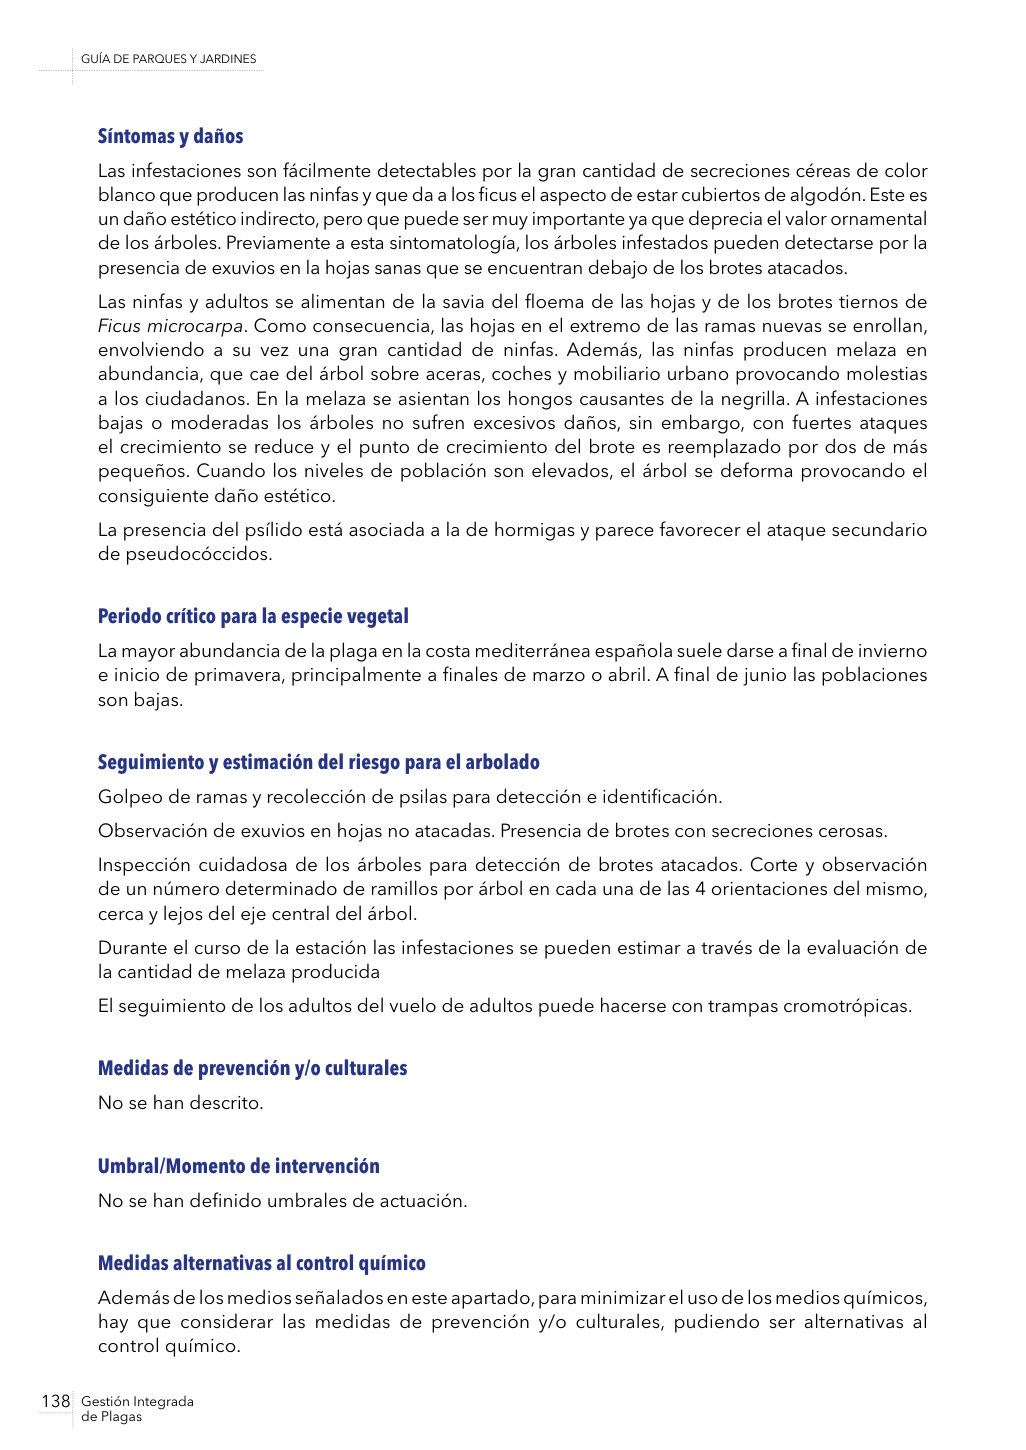 GUÍA DE PARQUES Y JARDINES
Síntomas y daños
Las infestaciones son fácilmente detectables por la gran cantidad de secreciones céreas de color
blanco que producen las ninfas y que da a los ficus el aspecto de estar cubiertos de algodón. Este es
un daño estético indirecto, pero que puede ser muy importante ya que deprecia el valor ornamental
de los árboles. Previamente a esta sintomatología, los árboles infestados pueden detectarse por la
presencia de exuvios en la hojas sanas que se encuentran debajo de los brotes atacados.
Las ninfas y adultos se alimentan de la savia del floema de las hojas y de los brotes tiernos de
Ficus microcarpa. Como consecuencia, las hojas en el extremo de las ramas nuevas se enrollan,
envolviendo a su vez una gran cantidad de ninfas. Además, las ninfas producen melaza en
abundancia, que cae del árbol sobre aceras, coches y mobiliario urbano provocando molestias
a los ciudadanos. En la melaza se asientan los hongos causantes de la negrilla. A infestaciones
bajas o moderadas los árboles no sufren excesivos daños, sin embargo, con fuertes ataques
el crecimiento se reduce y el punto de crecimiento del brote es reemplazado por dos de más
pequeños. Cuando los niveles de población son elevados, el árbol se deforma provocando el
consiguiente daño estético.
La presencia del psílido está asociada a la de hormigas y parece favorecer el ataque secundario
de pseudocóccidos.
Periodo crítico para la especie vegetal
La mayor abundancia de la plaga en la costa mediterránea española suele darse a final de invierno
e inicio de primavera, principalmente a finales de marzo o abril. A final de junio las poblaciones
son bajas.
Seguimiento y estimación del riesgo para el arbolado
Golpeo de ramas y recolección de psilas para detección e identificación.
Observación de exuvios en hojas no atacadas. Presencia de brotes con secreciones cerosas.
Inspección cuidadosa de los árboles para detección de brotes atacados. Corte y observación
de un número determinado de ramillos por árbol en cada una de las 4 orientaciones del mismo,
cerca y lejos del eje central del árbol.
Durante el curso de la estación las infestaciones se pueden estimar a través de la evaluación de
la cantidad de melaza producida
El seguimiento de los adultos del vuelo de adultos puede hacerse con trampas cromotrópicas.
Medidas de prevención y/o culturales
No se han descrito.
Umbral/Momento de intervención
No se han definido umbrales de actuación.
Medidas alternativas al control químico
Además de los medios señalados en este apartado, para minimizar el uso de los medios químicos,
hay que considerar las medidas de prevención y/o culturales, pudiendo ser alternativas al
control químico.
138 Gestión Integrada
de Plagas